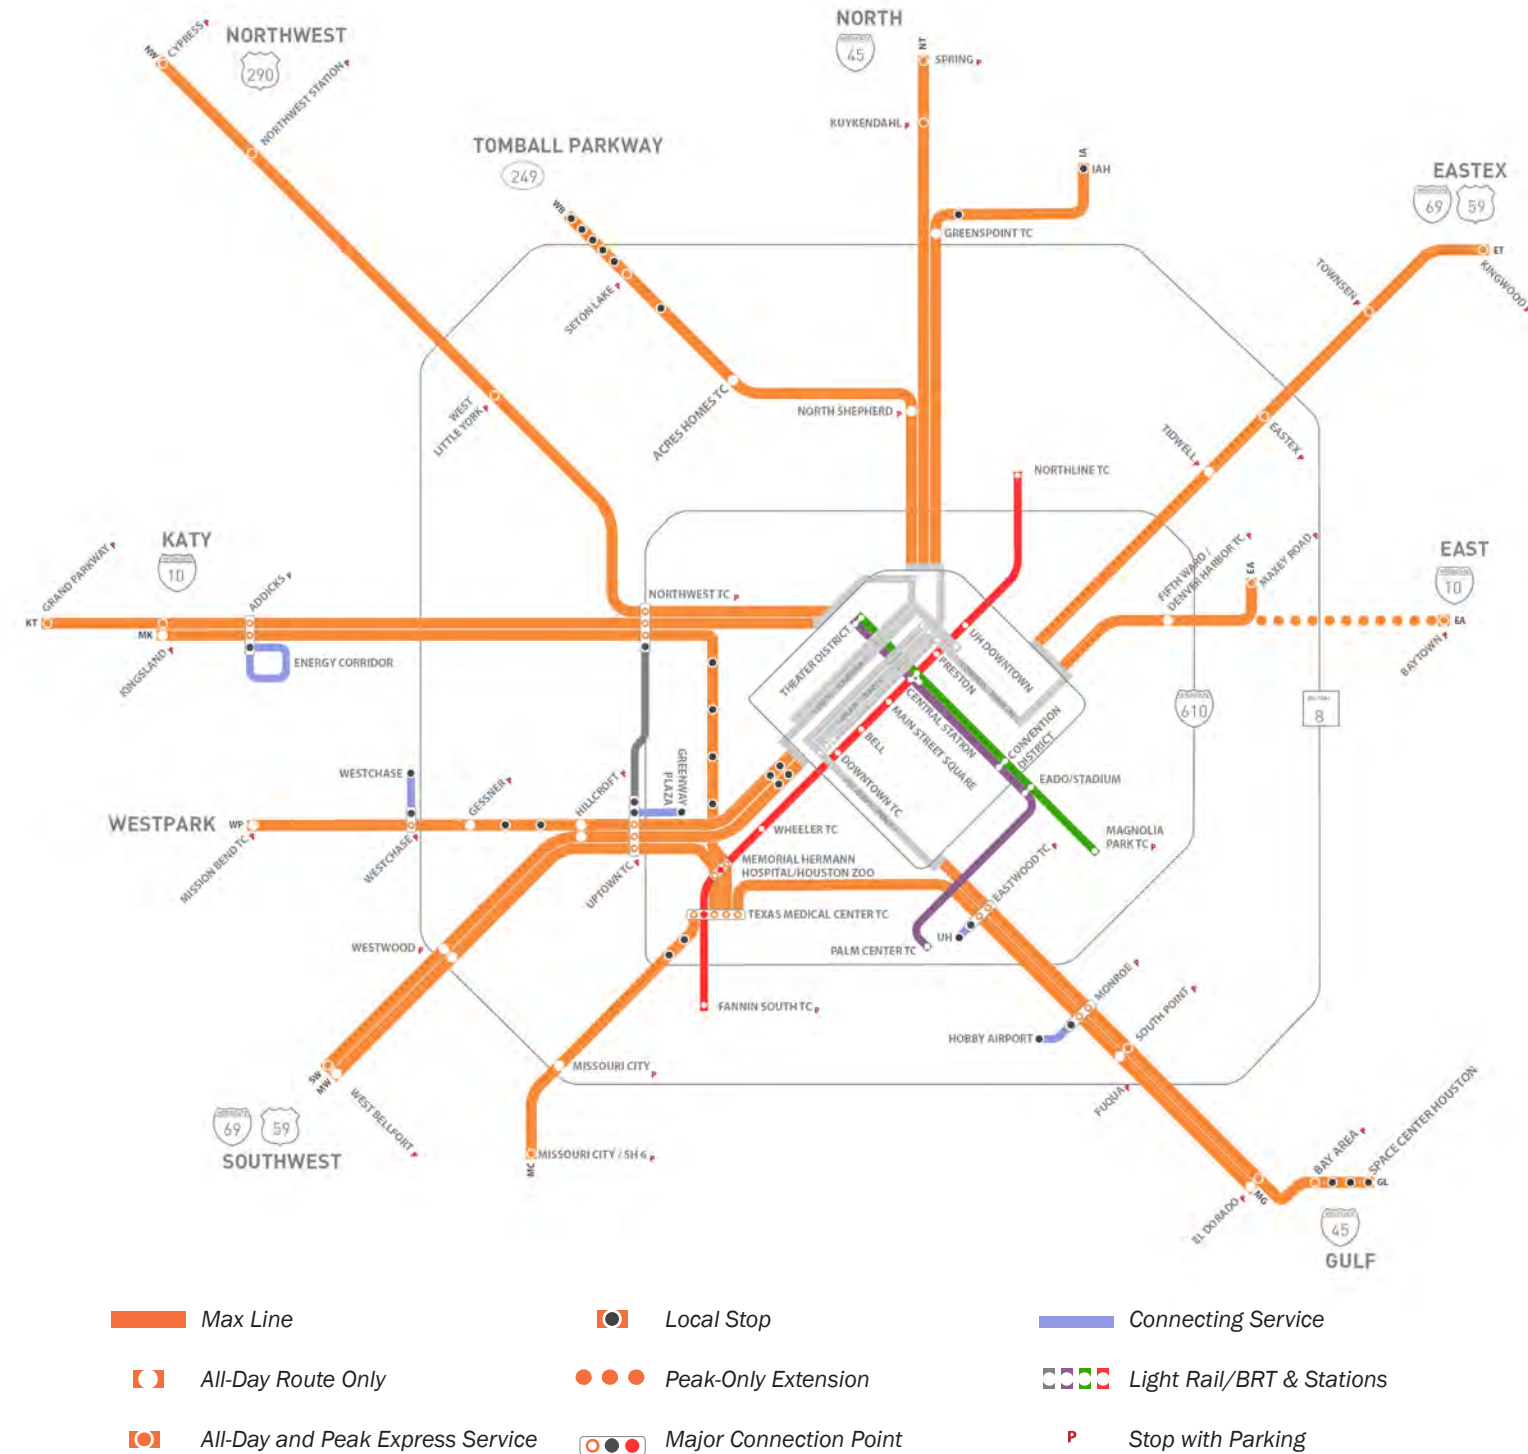 NORTH
45
NT
SPRING P
KUYKENDAHL P
NORTHWEST
290
NW
CYPRESS P
NORTHWEST STATION P
TOMBALL PARKWAY
249
WB
IA
IAH
GREENSPOINT TC
EASTEX
69
59
ET
KINGWOOD P
TOWNSEN P
SETON LAKE P
WEST
LITTLE YORK P
ACRES HOMES TC
NORTH SHEPHERD P
EASTEX P
TIDWELL P
NORTHLINE TC
KATY
10
GRAND PARKWAY P
KT
ADDICKS P
MK
KINGSLAND P
ENERGY CORRIDOR
NORTHWEST TC P
EAST
10
FIFTH WARD /
DENVER HARBOR TC P
EA
MAXEY ROAD P
EA
BAYTOWN P
THEATER DISTRICT
UH DOWNTOWN
PRESTON
CENTRAL STATION
MAIN STREET SQUARE
BELL
CONVENTION
DISTRICT
DOWNTOWN TC
EADO/STADIUM
610
8
MAGNOLIA
PARK TC P
WESTCHASE
GREENWAY
PLAZA
WESTPARK
WP
MISSION BEND TC P
WESTCHASE P
GESSNER P
HILLCROFT P
UPTOWN TC P
WHEELER TC
MEMORIAL HERMANN
HOSPITAL/HOUSTON ZOO
TEXAS MEDICAL CENTER TC
EASTWOOD TC P
UH
PALM CENTER TC
WESTWOOD P
FANNIN SOUTH TC P
MONROE P
HOBBY AIRPORT
SOUTH POINT P
FUQUA P
SW
MW
WEST BELLFORT P
69
59
SOUTHWEST
MISSOURI CITY P
MISSOURI CITY / SH 6 P
MC
BAY AREA P
SPACE CENTER HOUSTON
GL
MG
EL DORADO P
45
GULF
Max Line
Local Stop
Connecting Service
All-Day Route Only
Peak-Only Extension
Light Rail/BRT & Stations
All-Day and Peak Express Service
Major Connection Point
P
Stop with Parking